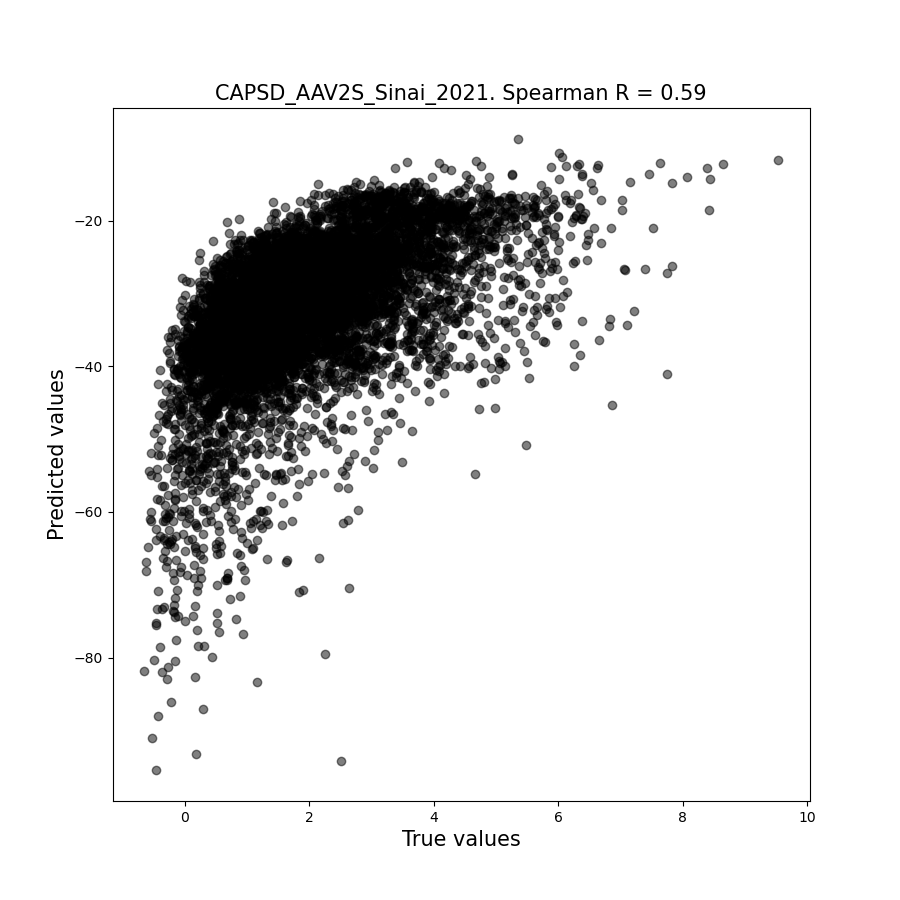 CAPSD_AAV2S_Sinai_2021. Spearman R = 0.59
Predicted values
−20
−40
−60
−80
0 2 4 6 8 10
True values